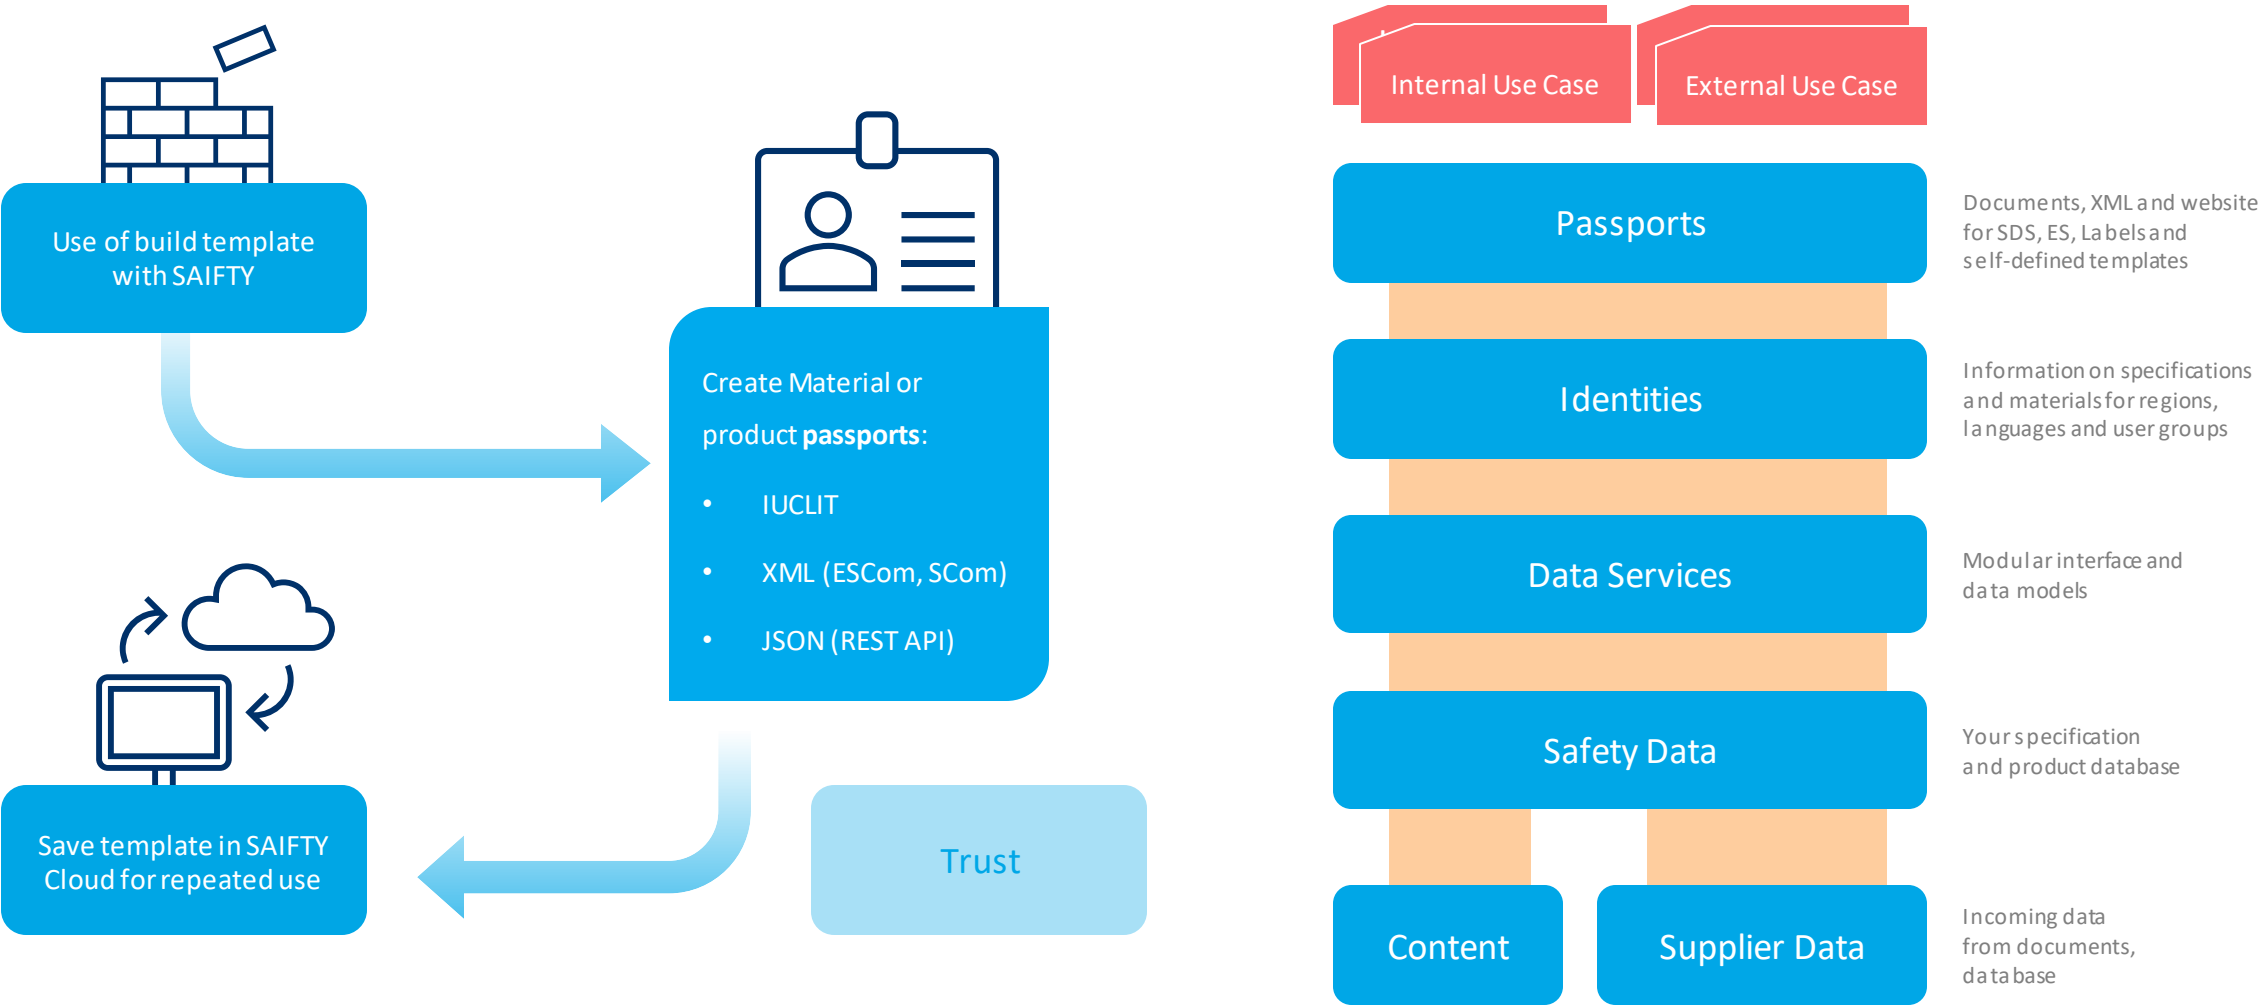 Use of build template
with SAIFTY
Create Material or
product passports:
• IUCLIT
• XML (ESCom, SCom)
• JSON (REST API)
Save template in SAIFTY
Cloud for repeated use
Trust
Internal Use Case
External Use Case
Passports
Documents, XML and website
for SDS, ES, Labels and
self-defined templates
Identities
Information on specifications
and materials for regions,
languages and user groups
Data Services
Modular interface and
data models
Safety Data
Your specification
and product database
Content
Supplier Data
Incoming data
from documents,
database